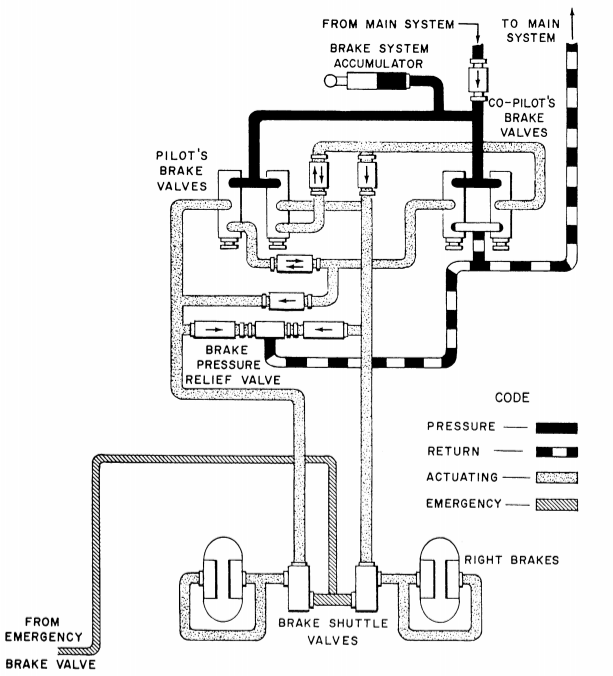 FROM MAIN SYSTEM
TO MAIN
SYSTEM
BRAKE SYSTEM
ACCUMULATOR
CO-PILOT'S
BRAKE
VALVES
PILOT'S
BRAKE
VALVES
BRAKE
PRESSURE
RELIEF VALVE
CODE
PRESSURE
RETURN
ACTUATING
EMERGENCY
RIGHT BRAKES
BRAKE SHUTTLE
VALVES
FROM
EMERGENCY
BRAKE VALVE